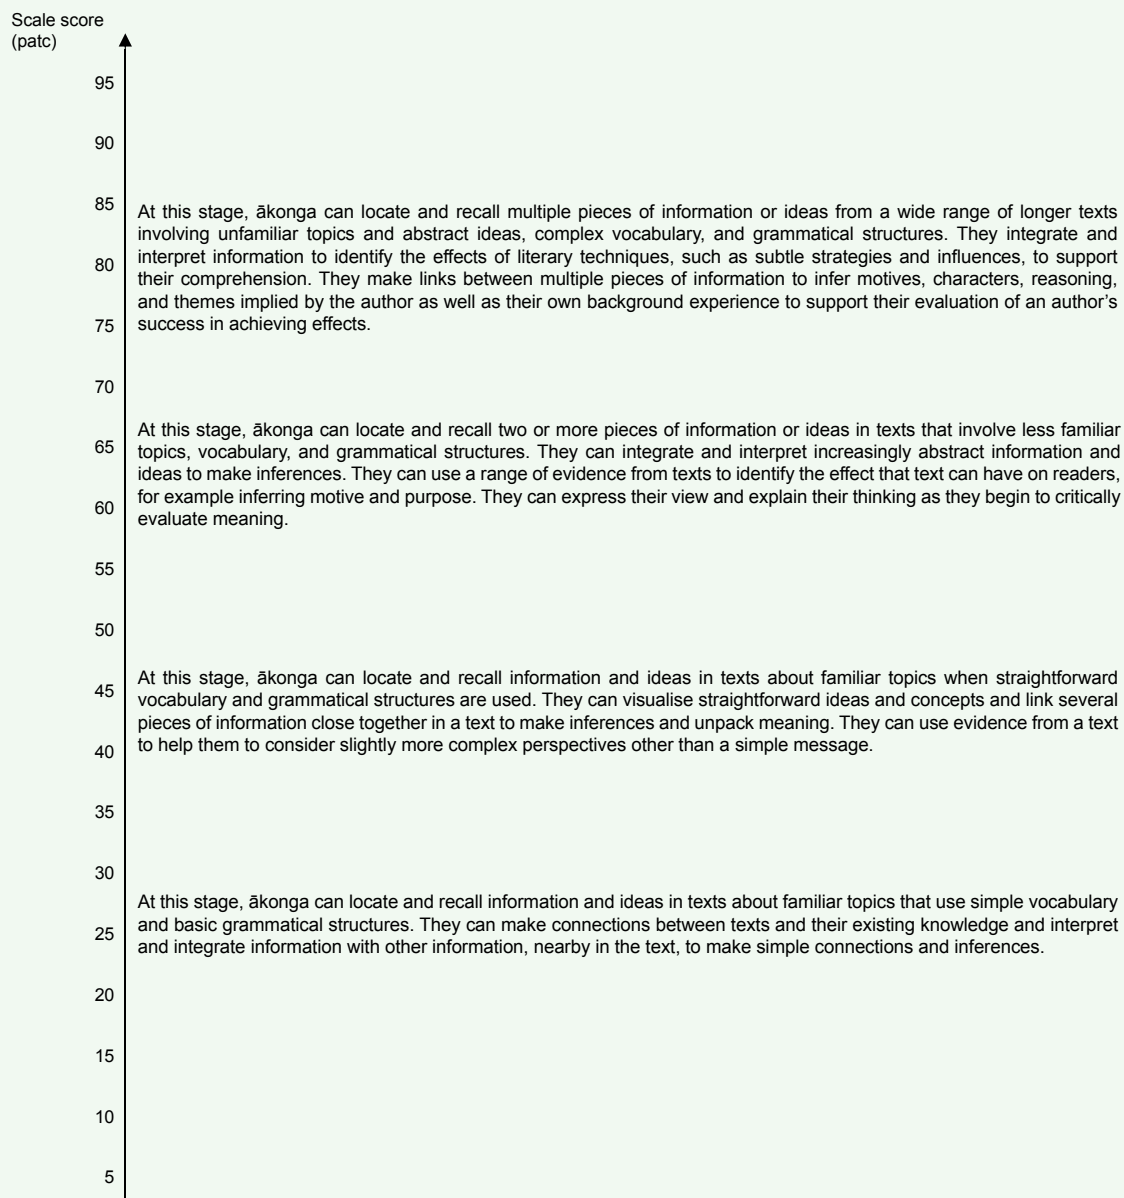 Scale score
(patc)
95
90
85
At this stage, ākonga can locate and recall multiple pieces of information or ideas from a wide range of longer texts
involving unfamiliar topics and abstract ideas, complex vocabulary, and grammatical structures. They integrate and
interpret information to identify the effects of literary techniques, such as subtle strategies and influences, to support
their comprehension. They make links between multiple pieces of information to infer motives, characters, reasoning,
and themes implied by the author as well as their own background experience to support their evaluation of an author’s
success in achieving effects.
80
75
70
At this stage, ākonga can locate and recall two or more pieces of information or ideas in texts that involve less familiar
topics, vocabulary, and grammatical structures. They can integrate and interpret increasingly abstract information and
ideas to make inferences. They can use a range of evidence from texts to identify the effect that text can have on readers,
for example inferring motive and purpose. They can express their view and explain their thinking as they begin to critically
evaluate meaning.
65
60
55
50
At this stage, ākonga can locate and recall information and ideas in texts about familiar topics when straightforward
vocabulary and grammatical structures are used. They can visualise straightforward ideas and concepts and link several
pieces of information close together in a text to make inferences and unpack meaning. They can use evidence from a text
to help them to consider slightly more complex perspectives other than a simple message.
45
40
35
30
At this stage, ākonga can locate and recall information and ideas in texts about familiar topics that use simple vocabulary
and basic grammatical structures. They can make connections between texts and their existing knowledge and interpret
and integrate information with other information, nearby in the text, to make simple connections and inferences.
25
20
15
10
5